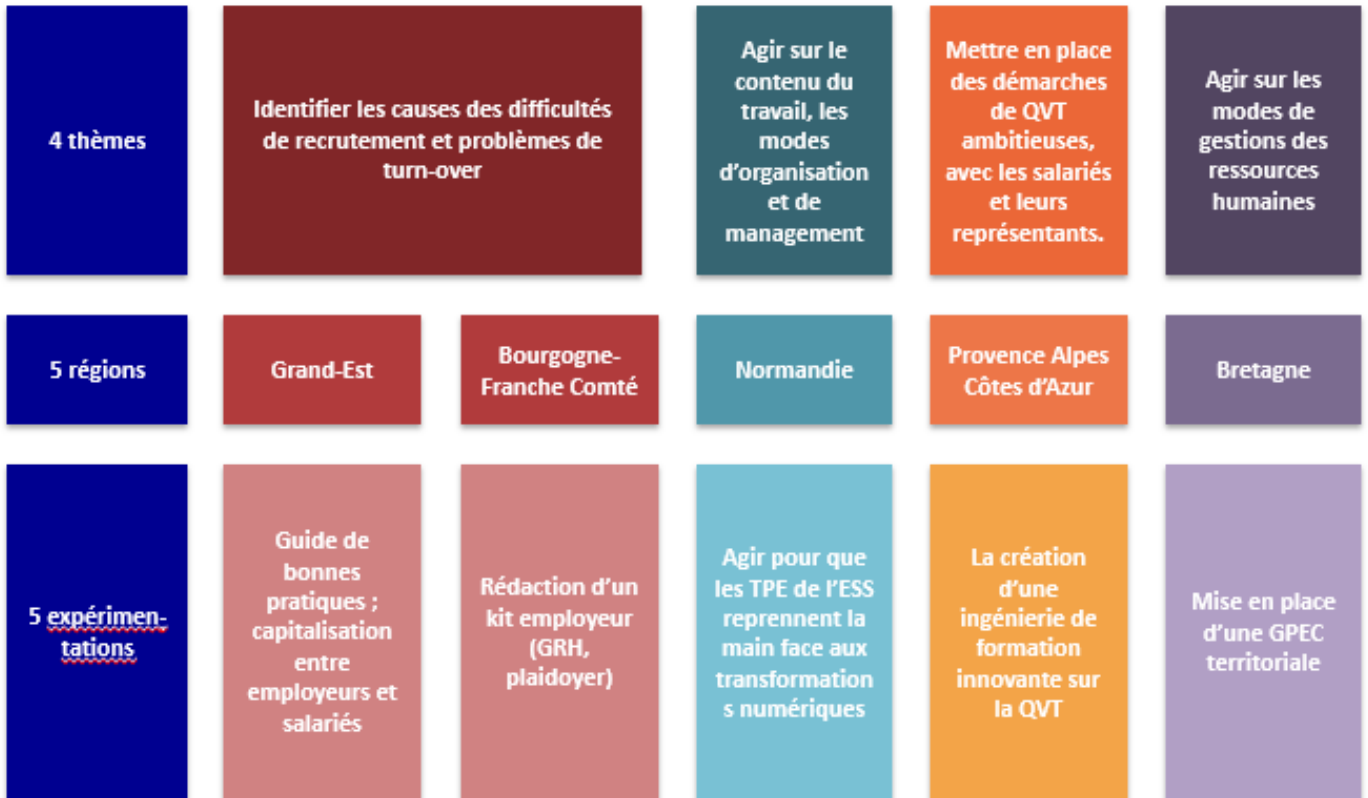 4 thèmes
Identifier les causes des difficultés
de recrutement et problèmes de
turn-over
Agir sur le
contenu du
travail, les
modes
d'organisation
et de
management
Mettre en place
des démarches
de QVT
ambitieuses,
avec les salariés
et leurs
représentants.
Agir sur les
modes de
gestions des
ressources
humaines
5 régions
Grand-Est
Bourgogne-
Franche Comté
Normandie
Provence Alpes
Côtes d'Azur
Bretagne
5 expérimen-
tations
Guide de
bonnes
pratiques ;
capitalisation
entre
employeurs et
salariés
Rédaction d'un
kit employeur
(GRH,
plaidoyer)
Agir pour que
les TPE de l'ESS
reprennent la
main face aux
transformation
s numériques
La création
d'une
ingénierie de
formation
innovante sur
la QVT
Mise en place
d'une GPEC
territoriale